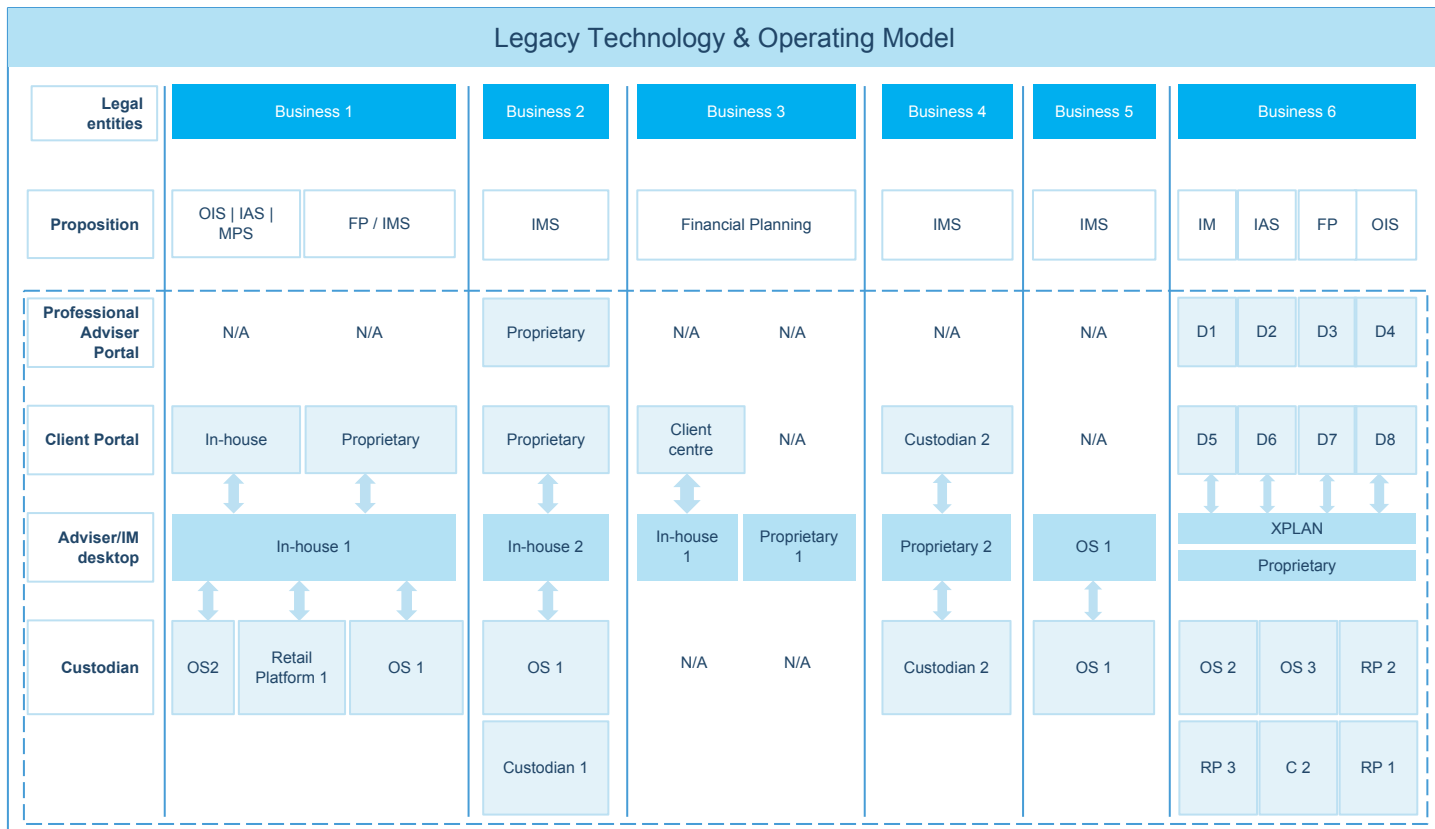 Legacy Technology & Operating Model
Legal
entities
Business 1
Business 2
Business 3
Business 4
Business 5
Business 6
Proposition
OIS | IAS |
MPS
FP / IMS
IMS
Financial Planning
IMS
IMS
IM
IAS
FP
OIS
Professional
Adviser
Portal
N/A
N/A
Proprietary
N/A
N/A
N/A
N/A
D1
D2
D3
D4
Client Portal
In-house
Proprietary
Proprietary
Client
centre
N/A
Custodian 2
N/A
D5
D6
D7
D8
Adviser/IM
desktop
In-house 1
In-house 2
In-house
1
Proprietary
1
Proprietary 2
OS 1
XPLAN
Proprietary
Custodian
OS2
Retail
Platform 1
OS 1
OS 1
N/A
N/A
Custodian 2
OS 1
OS 2
OS 3
RP 2
Custodian 1
RP 3
C 2
RP 1